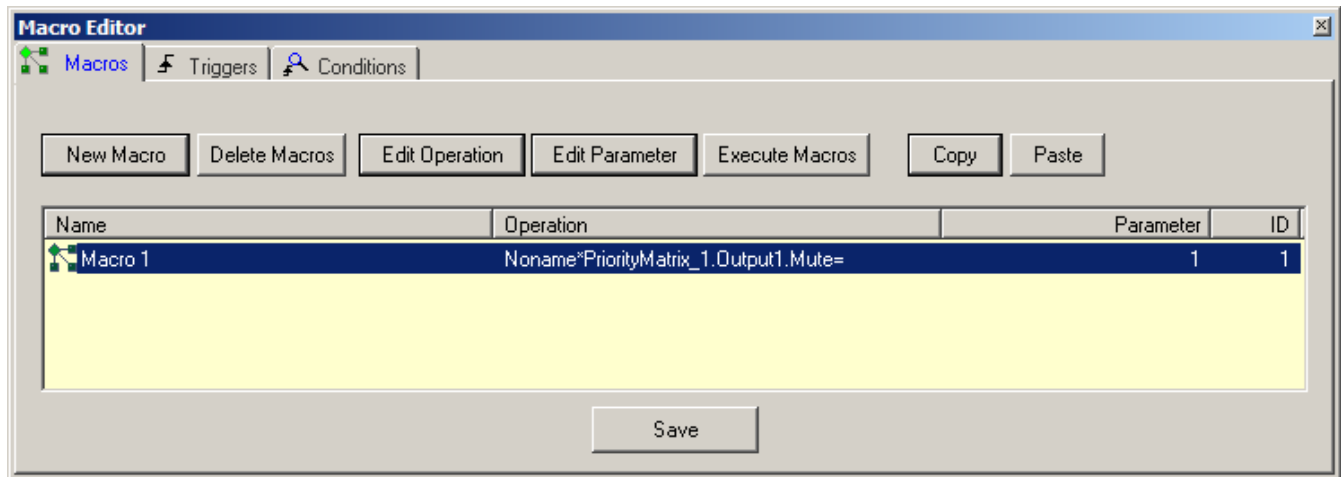 Macro Editor
Macros Triggers Conditions
New Macro Delete Macros Edit Operation Edit Parameter Execute Macros Copy Paste
Name Operation Parameter ID
Macro 1 Noname*PriorityMatrix_1.Output1.Mute= 1 1
Save